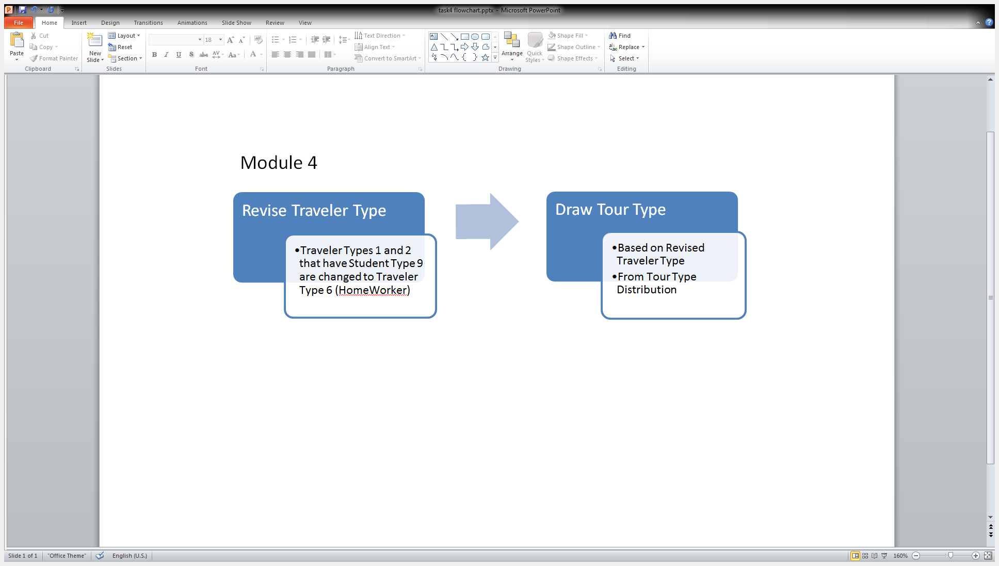 task4 flowchart.pptx - Microsoft PowerPoint
File Home Insert Design Transitions Animations Slide Show Review View
Paste
Cut
Copy
Format Painter
Clipboard
New
Slide
Layout
Reset
Section
Slides
18
B I U S abc AV Aa A
Font
Text Direction
Align Text
Convert to SmartArt
Paragraph
Arrange
Quick
Styles
Shape Fill
Shape Outline
Shape Effects
Drawing
Find
Replace
Select
Editing
Module 4
Revise Traveler Type
•Traveler Types 1 and 2
that have Student Type 9
are changed to Traveler
Type 6 (HomeWorker)
Draw Tour Type
•Based on Revised
Traveler Type
•From Tour Type
Distribution
Slide 1 of 1 "Office Theme" English (U.S.) 160%